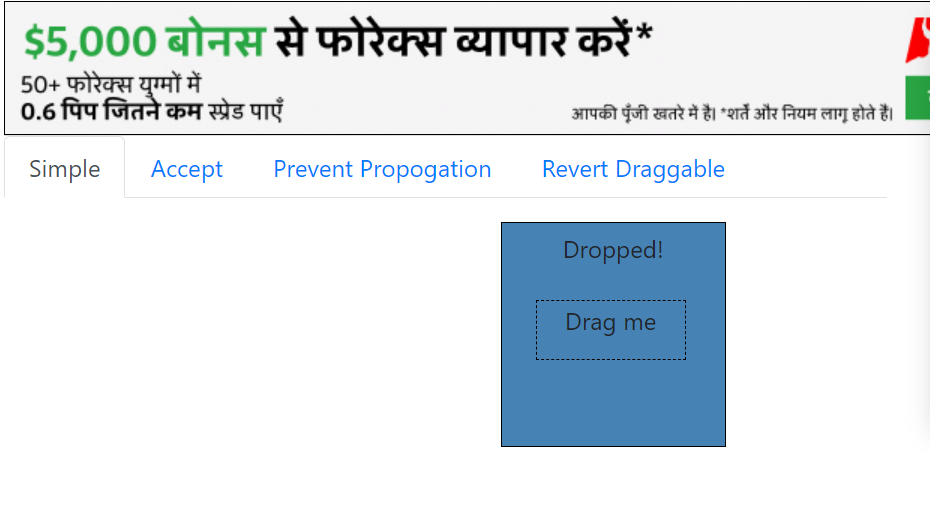 $5,000 बोनस से फोरेक्स व्यापार करें*
50+ फोरेक्स युग्मों में
0.6 पिप जितने कम स्प्रेड पाएँ
आपकी पूँजी खतरे में है। *शर्तें और नियम लागू होते हैं।
Simple Accept Prevent Propogation Revert Draggable
Dropped!
Drag me